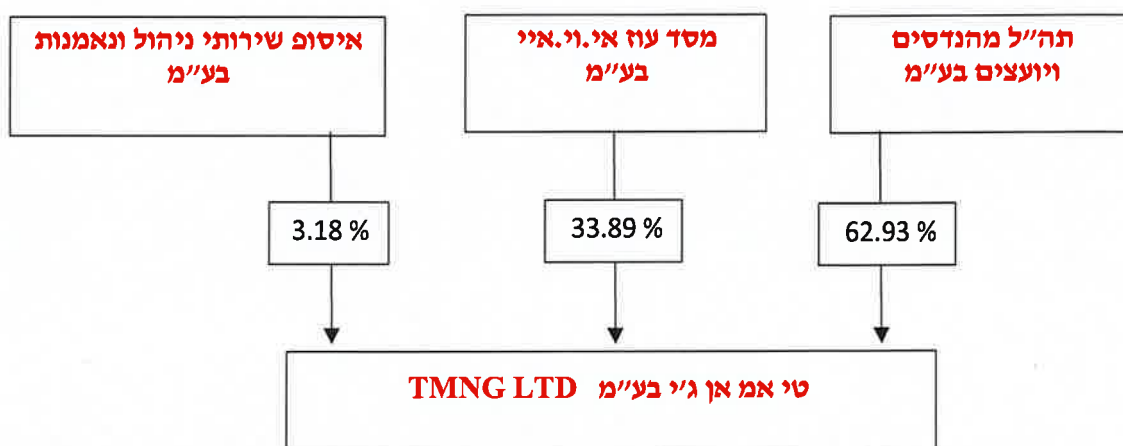 תה״ל מהנדסים
ויועצים בע״מ
מסד עוז אי.וי.איי
בע״מ
איסופ שירותי ניהול ונאמנות
בע״מ
62.93 %
33.89 %
3.18 %
טי אמ אן ג׳י בע״מ TMNG LTD